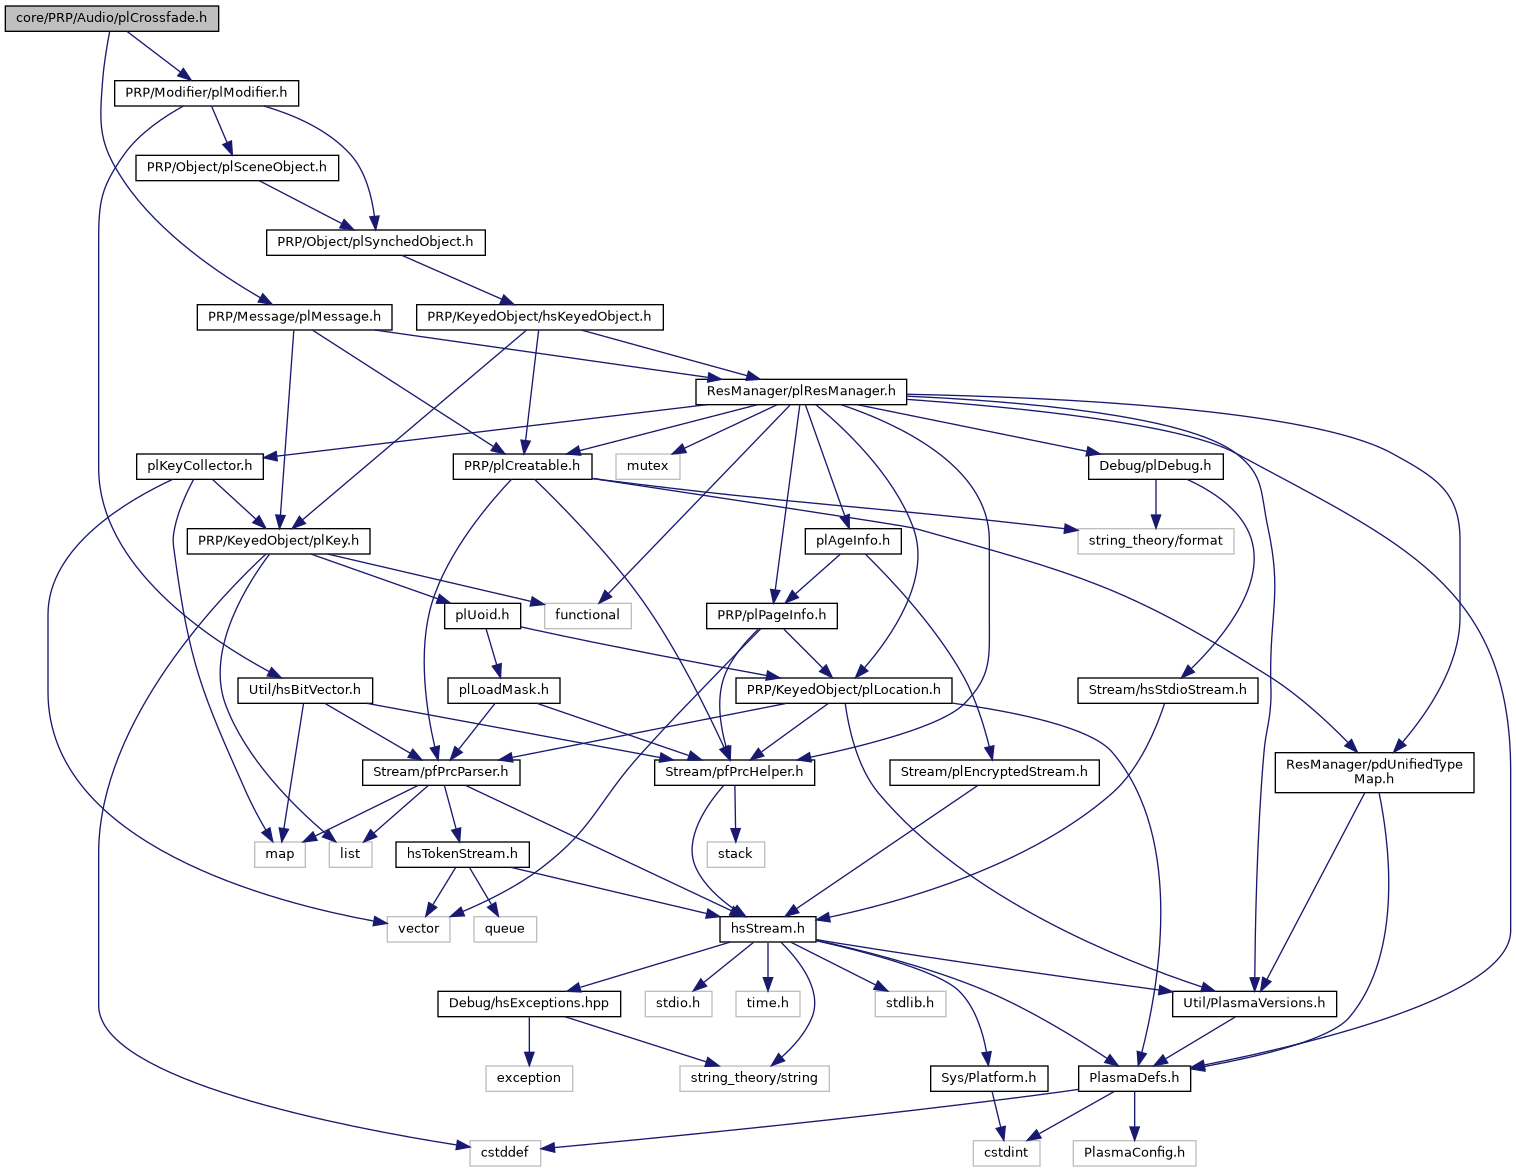 core/PRP/Audio/plCrossfade.h
PRP/Modifier/plModifier.h
PRP/Object/plSceneObject.h
PRP/Object/plSynchedObject.h
PRP/Message/plMessage.h
PRP/KeyedObject/hsKeyedObject.h
ResManager/plResManager.h
plKeyCollector.h
PRP/plCreatable.h
mutex
Debug/plDebug.h
PRP/KeyedObject/plKey.h
plAgeInfo.h
string_theory/format
plUoid.h
functional
PRP/plPageInfo.h
Util/hsBitVector.h
plLoadMask.h
PRP/KeyedObject/plLocation.h
Stream/hsStdioStream.h
Stream/pfPrcParser.h
Stream/pfPrcHelper.h
Stream/plEncryptedStream.h
ResManager/pdUnifiedType
Map.h
map
list
hsTokenStream.h
stack
vector
queue
hsStream.h
Debug/hsExceptions.hpp
stdio.h
time.h
stdlib.h
Util/PlasmaVersions.h
exception
string_theory/string
Sys/Platform.h
PlasmaDefs.h
cstddef
cstdint
PlasmaConfig.h